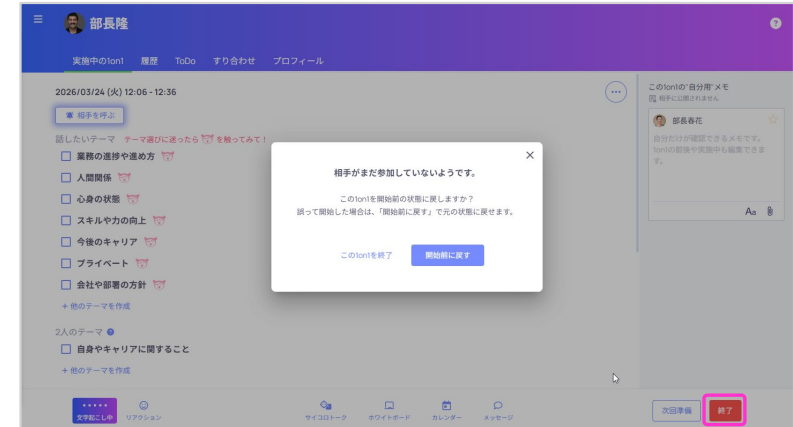 部長隆
?
実施中の1on1 履歴 ToDo すり合わせ プロフィール
2026/03/24 (火) 12:06 - 12:36
相手を呼ぶ
話したいテーマ テーマ選びに迷ったら を触ってみて!
業務の進捗や進め方
人間関係
心身の状態
スキルや力の向上
今後のキャリア
プライベート
会社や部署の方針
+ 他のテーマを作成
2人のテーマ ?
自身やキャリアに関すること
+ 他のテーマを作成
相手がまだ参加していないようです。
この1on1を開始前の状態に戻しますか?
誤って開始した場合は、「開始前に戻す」で元の状態に戻せます。
この1on1を終了 開始前に戻す
この1on1の"自分用"メモ
相手に公開されません
部長春花
自分だけが確認できるメモです。
1on1の前後や実施中も編集できま
す。
Aa
文字起こし中 リアクション サイコロトーク ホワイトボード カレンダー メッセージ 次回準備 終了